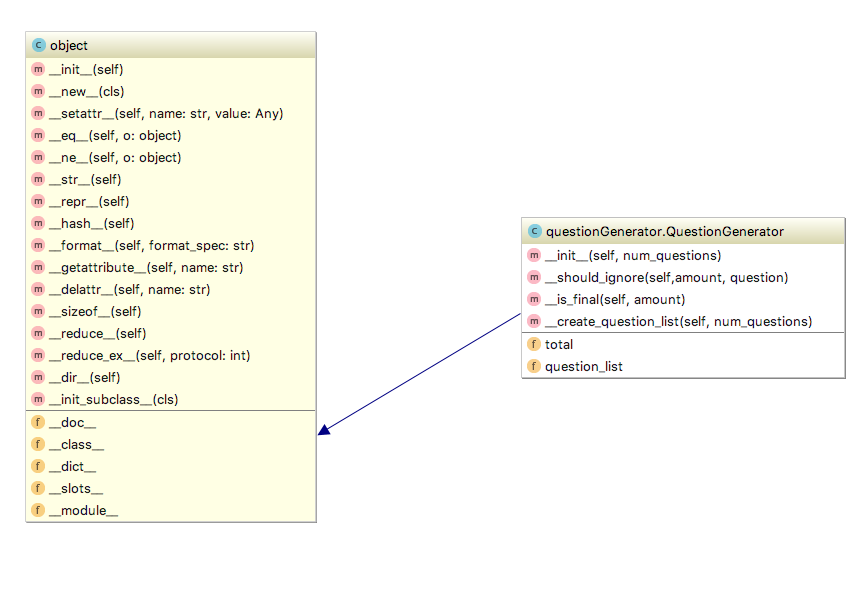 c object
m __init__(self)
m __new__(cls)
m __setattr__(self, name: str, value: Any)
m __eq__(self, o: object)
m __ne__(self, o: object)
m __str__(self)
m __repr__(self)
m __hash__(self)
m __format__(self, format_spec: str)
m __getattribute__(self, name: str)
m __delattr__(self, name: str)
m __sizeof__(self)
m __reduce__(self)
m __reduce_ex__(self, protocol: int)
m __dir__(self)
m __init_subclass__(cls)
f __doc__
f __class__
f __dict__
f __slots__
f __module__
c questionGenerator.QuestionGenerator
m __init__(self, num_questions)
m __should_ignore(self,amount, question)
m __is_final(self, amount)
m __create_question_list(self, num_questions)
f total
f question_list